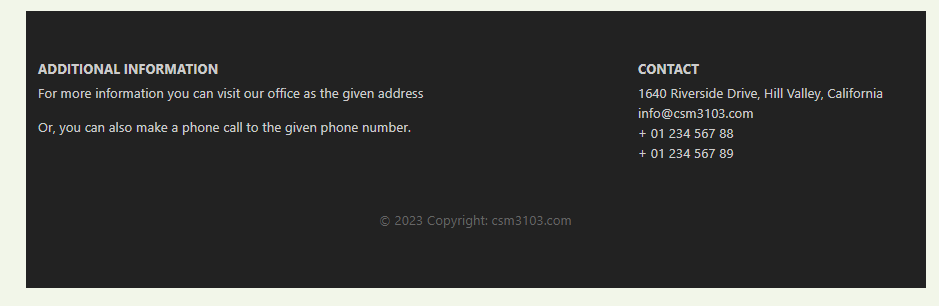 ADDITIONAL INFORMATION
For more information you can visit our office as the given address
Or, you can also make a phone call to the given phone number.
CONTACT
1640 Riverside Drive, Hill Valley, California
info@csm3103.com
+ 01 234 567 88
+ 01 234 567 89
© 2023 Copyright: csm3103.com